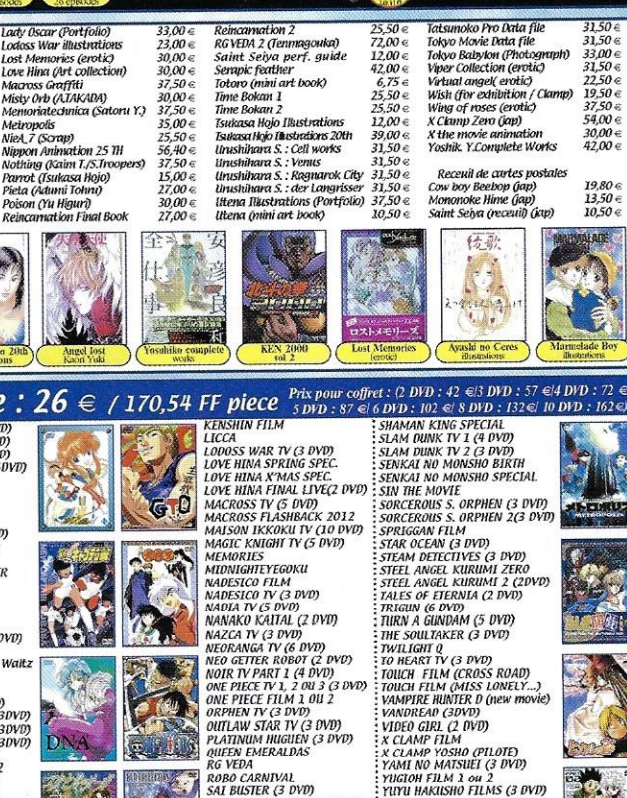 26 episodes
Lady Oscar (Portfolio) 33,00 €
Lodoss War illustrations 23,00 €
Lost Memories (erotic) 30,00 €
Love Hina (Art collection) 30,00 €
Macross Graffiti 37,50 €
Misty Orb (A.TAKADA) 30,00 €
Memoriatechnica (Satoru Y.) 37,50 €
Metropolis 35,00 €
NieA_7 (Scrap) 25,50 €
Nippon Animation 25 TH 56,40 €
Nothing (Kaim T./S.Troopers) 37,50 €
Parrot (Tsukasa Hojo) 15,00 €
Pieta (Adumi Tohru) 27,00 €
Poison (Yu Higuri) 30,00 €
Reincarnation Final Book 27,00 €
Reincarnation 2 25,50 €
RG VEDA 2 (Tenmagouka) 72,00 €
Saint Seiya perf. guide 12,00 €
Serapic feather 42,00 €
Totoro (mini art book) 6,75 €
Time Bokan 1 25,50 €
Time Bokan 2 25,50 €
Tsukasa Hojo Illustrations 12,00 €
Tsukasa Hojo Illustrations 20th 39,00 €
Urushihara S. : Cell works 31,50 €
Urushihara S. : Venus 31,50 €
Urushihara S. : Ragnarok City 31,50 €
Urushihara S. : der Langrisser 31,50 €
Utena Illustrations (Portfolio) 37,50 €
Utena (mini art book) 10,50 €
Tatsunoko Pro Data file 31,50 €
Tokyo Movie Data file 31,50 €
Tokyo Babylon (Photograph) 33,00 €
Viper Collection (erotic) 31,50 €
Virtual angel( erotic) 22,50 €
Wish (for exhibition / Clamp) 19,50 €
Wing of roses (erotic) 37,50 €
X Clamp Zero (jap) 54,00 €
X the movie animation 30,00 €
Yoshik. Y.Complete Works 42,00 €
Receuil de cartes postales
Cow boy Beebop (jap) 19,80 €
Mononoke Hime (jap) 13,50 €
Saint Seiya (receuil) (jap) 10,50 €
ロストメモリーズ
MARMALADE
Angel lost
Kaori Yuki
Yosuhiko complete
works
KEN 2000
vol 2
Lost Memories
(erotic)
Ayashi no Ceres
illustrations
Marmelade Boy
illustrations
e : 26 € / 170,54 FF piece
Prix pour coffret : (2 DVD : 42 €/3 DVD : 57 €/4 DVD : 72 €
5 DVD : 87 €/ 6 DVD : 102 €/ 8 DVD : 132€/ 10 DVD : 162€)
Waitz
GTO
DNA
ONE PIECE
KENSHIN FILM
LICCA
LODOSS WAR TV (3 DVD)
LOVE HINA SPRING SPEC.
LOVE HINA X'MAS SPEC.
LOVE HINA FINAL LIVE(2 DVD)
MACROSS TV (5 DVD)
MACROSS FLASHBACK 2012
MAISON IKKOKU TV (10 DVD)
MAGIC KNIGHT TV (5 DVD)
MEMORIES
MIDNIGHTEYEGOKU
NADESICO FILM
NADESICO TV (3 DVD)
NADIA TV (5 DVD)
NANAKO KAITAL (2 DVD)
NAZCA TV (3 DVD)
NEORANGA TV (6 DVD)
NEO GETTER ROBOT (2 DVD)
NOIR TV PART 1 (4 DVD)
ONE PIECE TV 1, 2 OU 3 (3 DVD)
ONE PIECE FILM 1 OU 2
ORPHEN TV (3 DVD)
OUTLAW STAR TV (3 DVD)
PLATINUM HUGUEN (3 DVD)
QUEEN EMERALDAS
RG VEDA
ROBO CARNIVAL
SAI BUSTER (3 DVD)
SHAMAN KING SPECIAL
SLAM DUNK TV 1 (4 DVD)
SLAM DUNK TV 2 (3 DVD)
SENKAI NO MONSHO BIRTH
SENKAI NO MONSHO SPECIAL
SIN THE MOVIE
SORCEROUS S. ORPHEN (3 DVD)
SORCEROUS S. ORPHEN 2(3 DVD)
SPRIGGAN FILM
STAR OCEAN (3 DVD)
STEAM DETECTIVES (3 DVD)
STEEL ANGEL KURUMI ZERO
STEEL ANGEL KURUMI 2 (2DVD)
TALES OF ETERNIA (2 DVD)
TRIGUN (6 DVD)
TURN A GUNDAM (5 DVD)
THE SOULTAKER (3 DVD)
TWILIGHT Q
TO HEART TV (3 DVD)
TOUCH FILM (CROSS ROAD)
TOUCH FILM (MISS LONELY...)
VAMPIRE HUNTER D (new movie)
VANDREAD (3DVD)
VIDEO GIRL (2 DVD)
X CLAMP FILM
X CLAMP YOSHO (PILOTE)
YAMI NO MATSUEI (3 DVD)
YUGIOH FILM 1 ou 2
YUYU HAKUSHO FILMS (3 DVD)
METROPOLIS